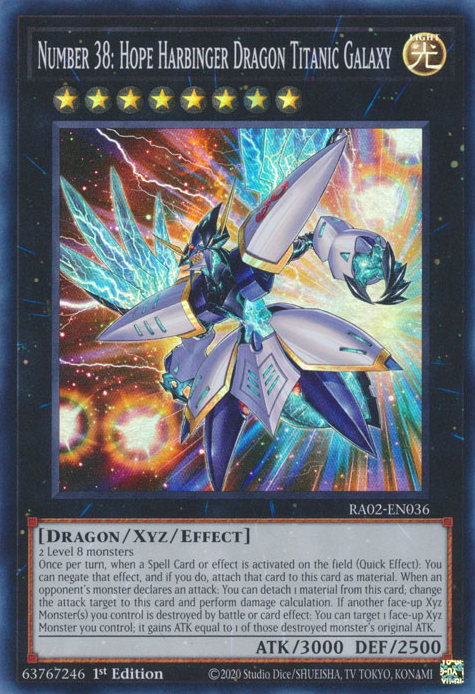 NUMBER 38: HOPE HARBINGER DRAGON TITANIC GALAXY
LIGHT
光
RA02-EN036
[DRAGON/XYZ/EFFECT]
2 Level 8 monsters
Once per turn, when a Spell Card or effect is activated on the field (Quick Effect): You
can negate that effect, and if you do, attach that card to this card as material. When an
opponent's monster declares an attack: You can detach 1 material from this card; change
the attack target to this card and perform damage calculation. If another face-up Xyz
Monster(s) you control is destroyed by battle or card effect: You can target 1 face-up Xyz
Monster you control; it gains ATK equal to 1 of those destroyed monster's original ATK.
ATK/3000 DEF/2500
63767246 1st Edition ©2020 Studio Dice/SHUEISHA, TV TOKYO, KONAMI